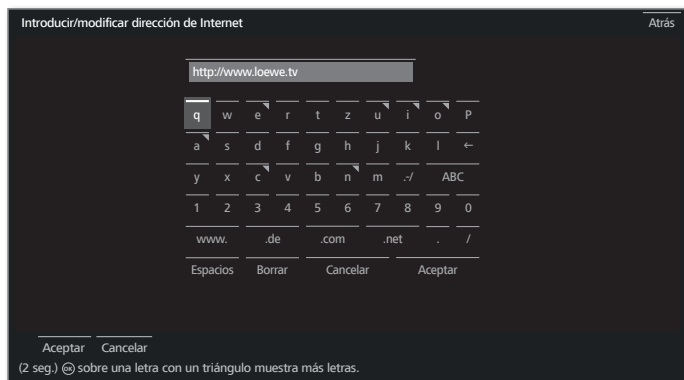 Introducir/modificar dirección de Internet Atrás
http://www.loewe.tv
q w e r t z u i o P
a s d f g h j k l ←
y x c v b n m .-/ ABC
1 2 3 4 5 6 7 8 9 0
www. .de .com .net . /
Espacios Borrar Cancelar Aceptar
Aceptar Cancelar
(2 seg.) OK sobre una letra con un triángulo muestra más letras.